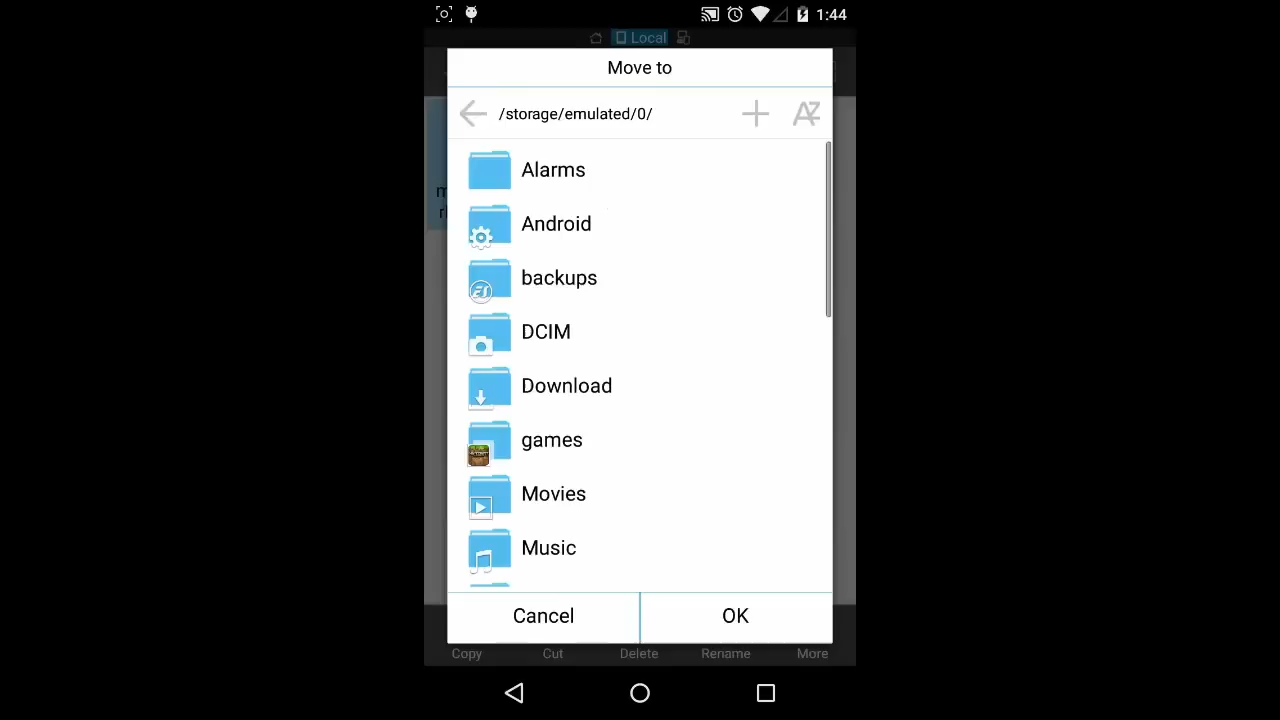 1:44
Local
Move to
/storage/emulated/0/
Alarms
Android
backups
DCIM
Download
games
Movies
Music
Cancel OK
Copy Cut Delete Rename More